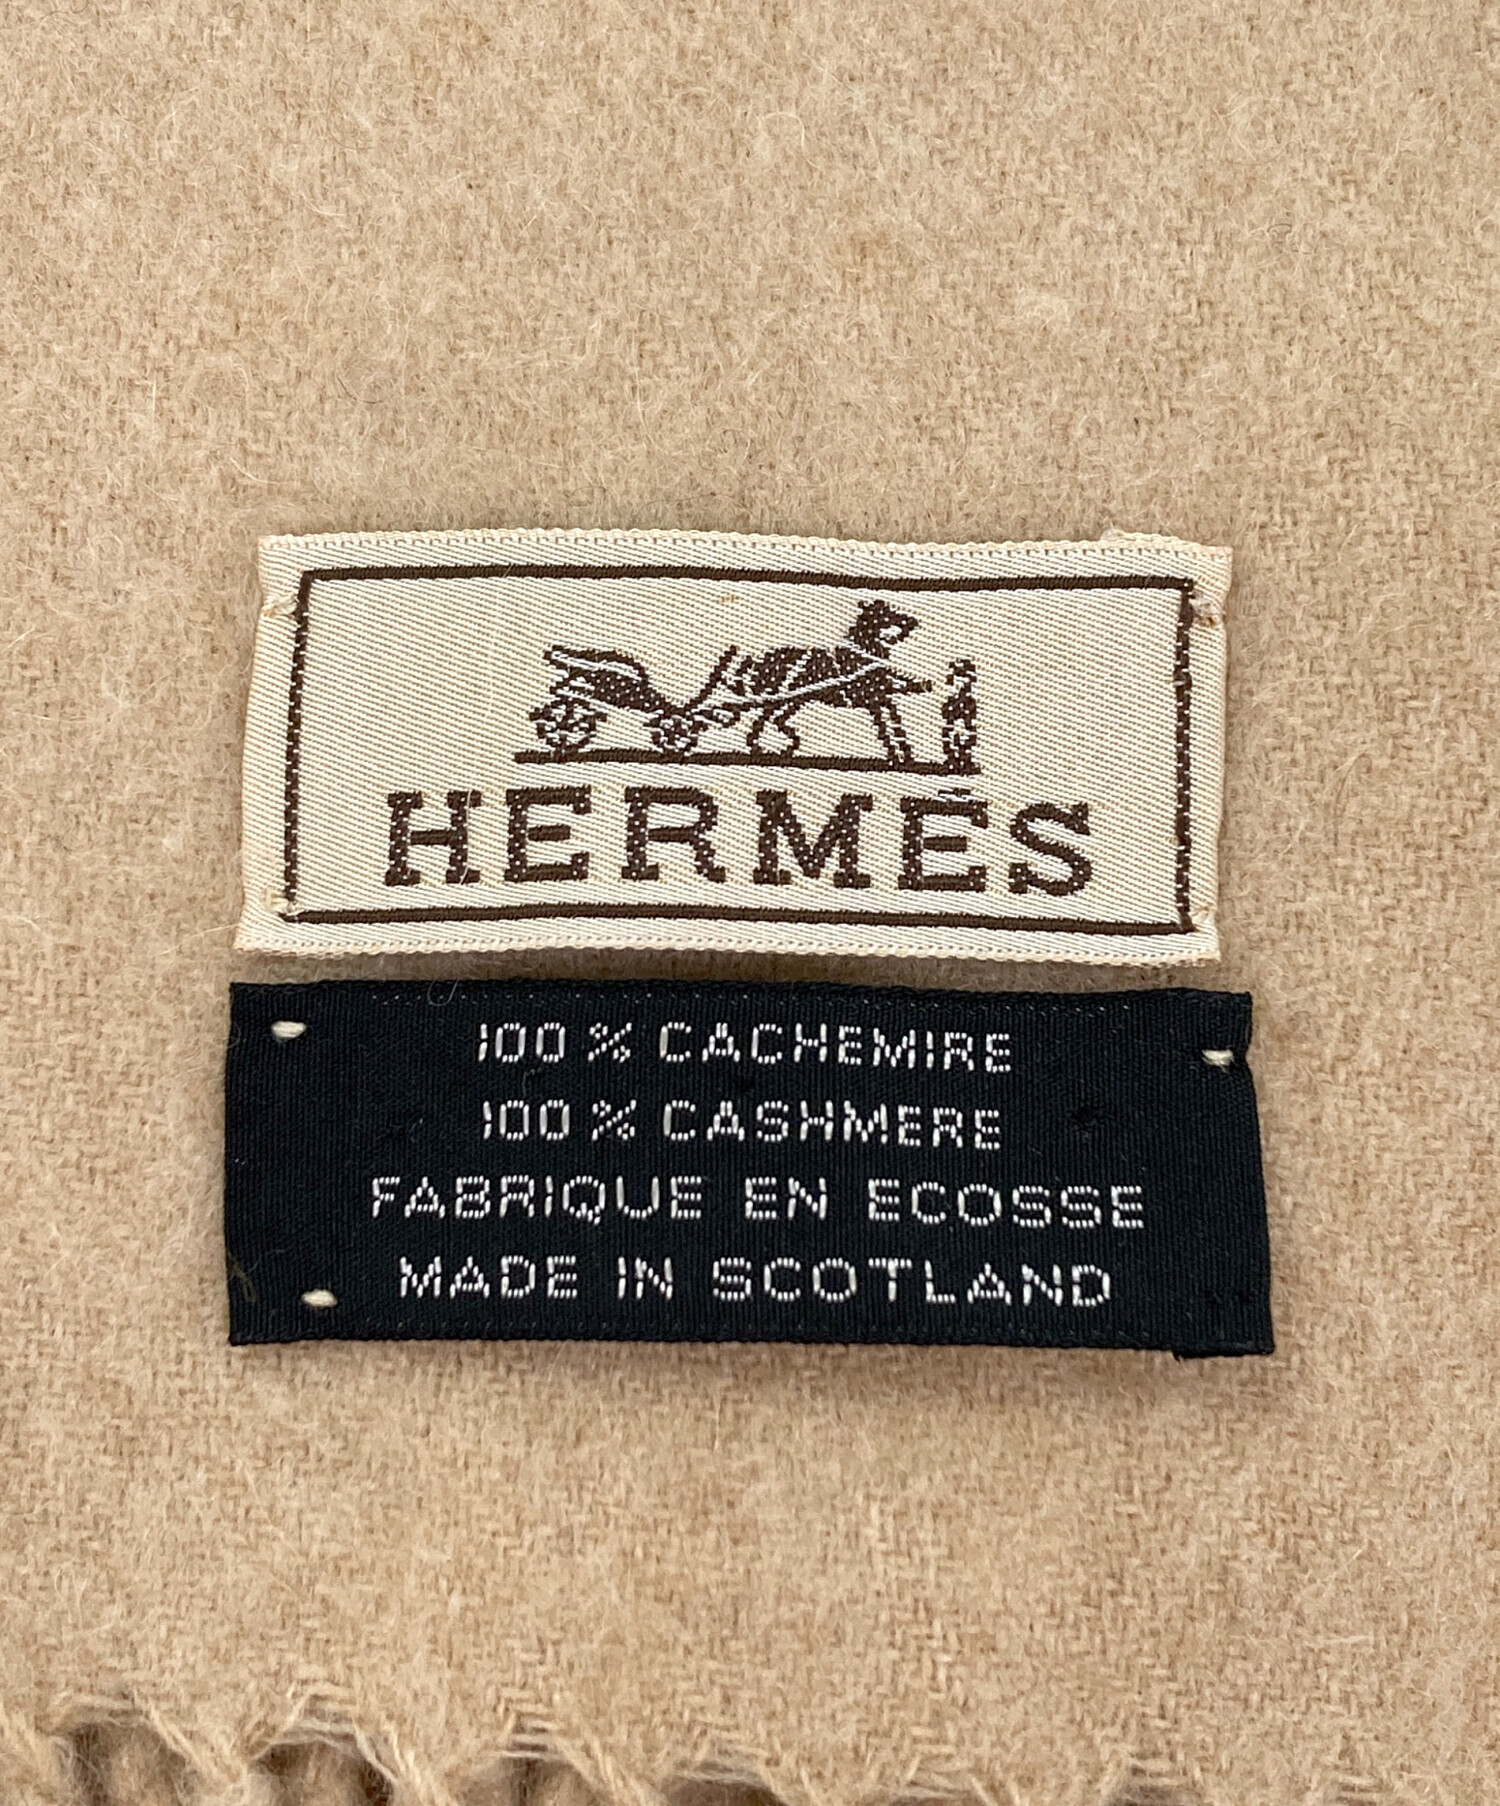 HERMÈS
100 % CACHEMIRE
100 % CASHMERE
FABRIQUE EN ECOSSE
MADE IN SCOTLAND